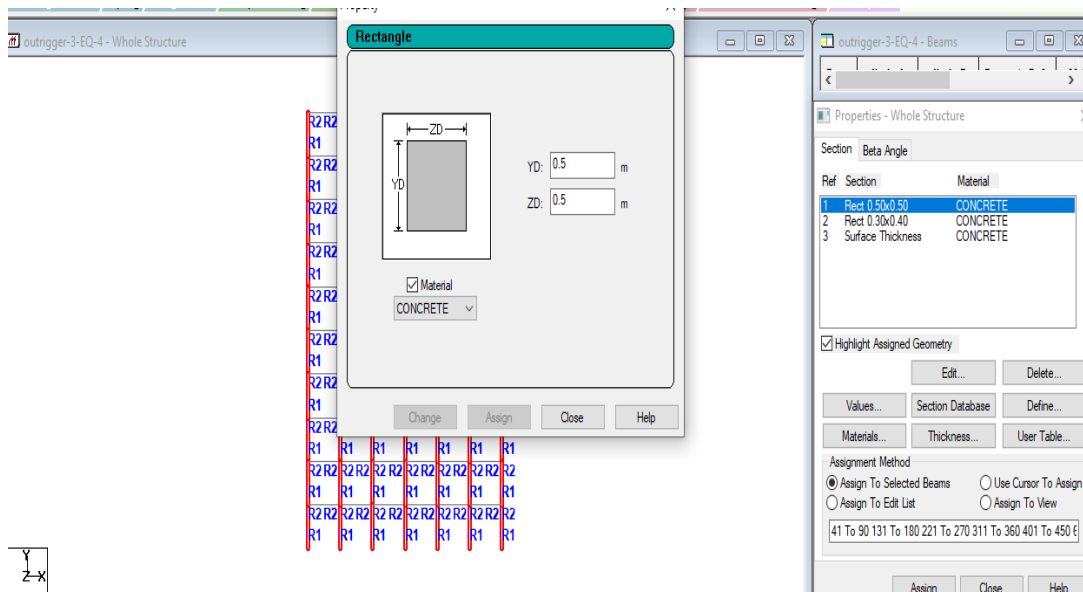 outrigger-3-EQ-4 - Whole Structure
Rectangle
ZD
YD
YD: 0.5 m
ZD: 0.5 m
Material
CONCRETE
Change Assign Close Help
R2 R2
R1
R2 R2
R1
R2 R2
R1
R2 R2
R1
R2 R2
R1
R2 R2
R1
R2 R2
R1
R2 R2
R1 R1 R1 R1 R1 R1 R1
R2 R2 R2 R2 R2 R2 R2 R2 R2 R2 R2 R2 R2
R1 R1 R1 R1 R1 R1 R1
R2 R2 R2 R2 R2 R2 R2 R2 R2 R2 R2 R2 R2
R1 R1 R1 R1 R1 R1 R1
Y
Z X
outrigger-3-EQ-4 - Beams
Properties - Whole Structure
Section Beta Angle
Ref Section Material
1 Rect 0.50x0.50 CONCRETE
2 Rect 0.30x0.40 CONCRETE
3 Surface Thickness CONCRETE
Highlight Assigned Geometry
Edit... Delete...
Values... Section Database Define...
Materials... Thickness... User Table...
Assignment Method
Assign To Selected Beams Use Cursor To Assign
Assign To Edit List Assign To View
41 To 90 131 To 180 221 To 270 311 To 360 401 To 450
Assign Close Help